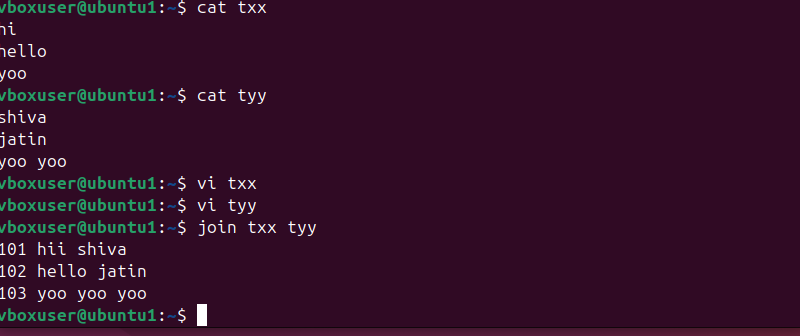 vboxuser@ubuntu1:~$ cat txx
hi
hello
yoo
vboxuser@ubuntu1:~$ cat tyy
shiva
jatin
yoo yoo
vboxuser@ubuntu1:~$ vi txx
vboxuser@ubuntu1:~$ vi tyy
vboxuser@ubuntu1:~$ join txx tyy
101 hii shiva
102 hello jatin
103 yoo yoo yoo
vboxuser@ubuntu1:~$